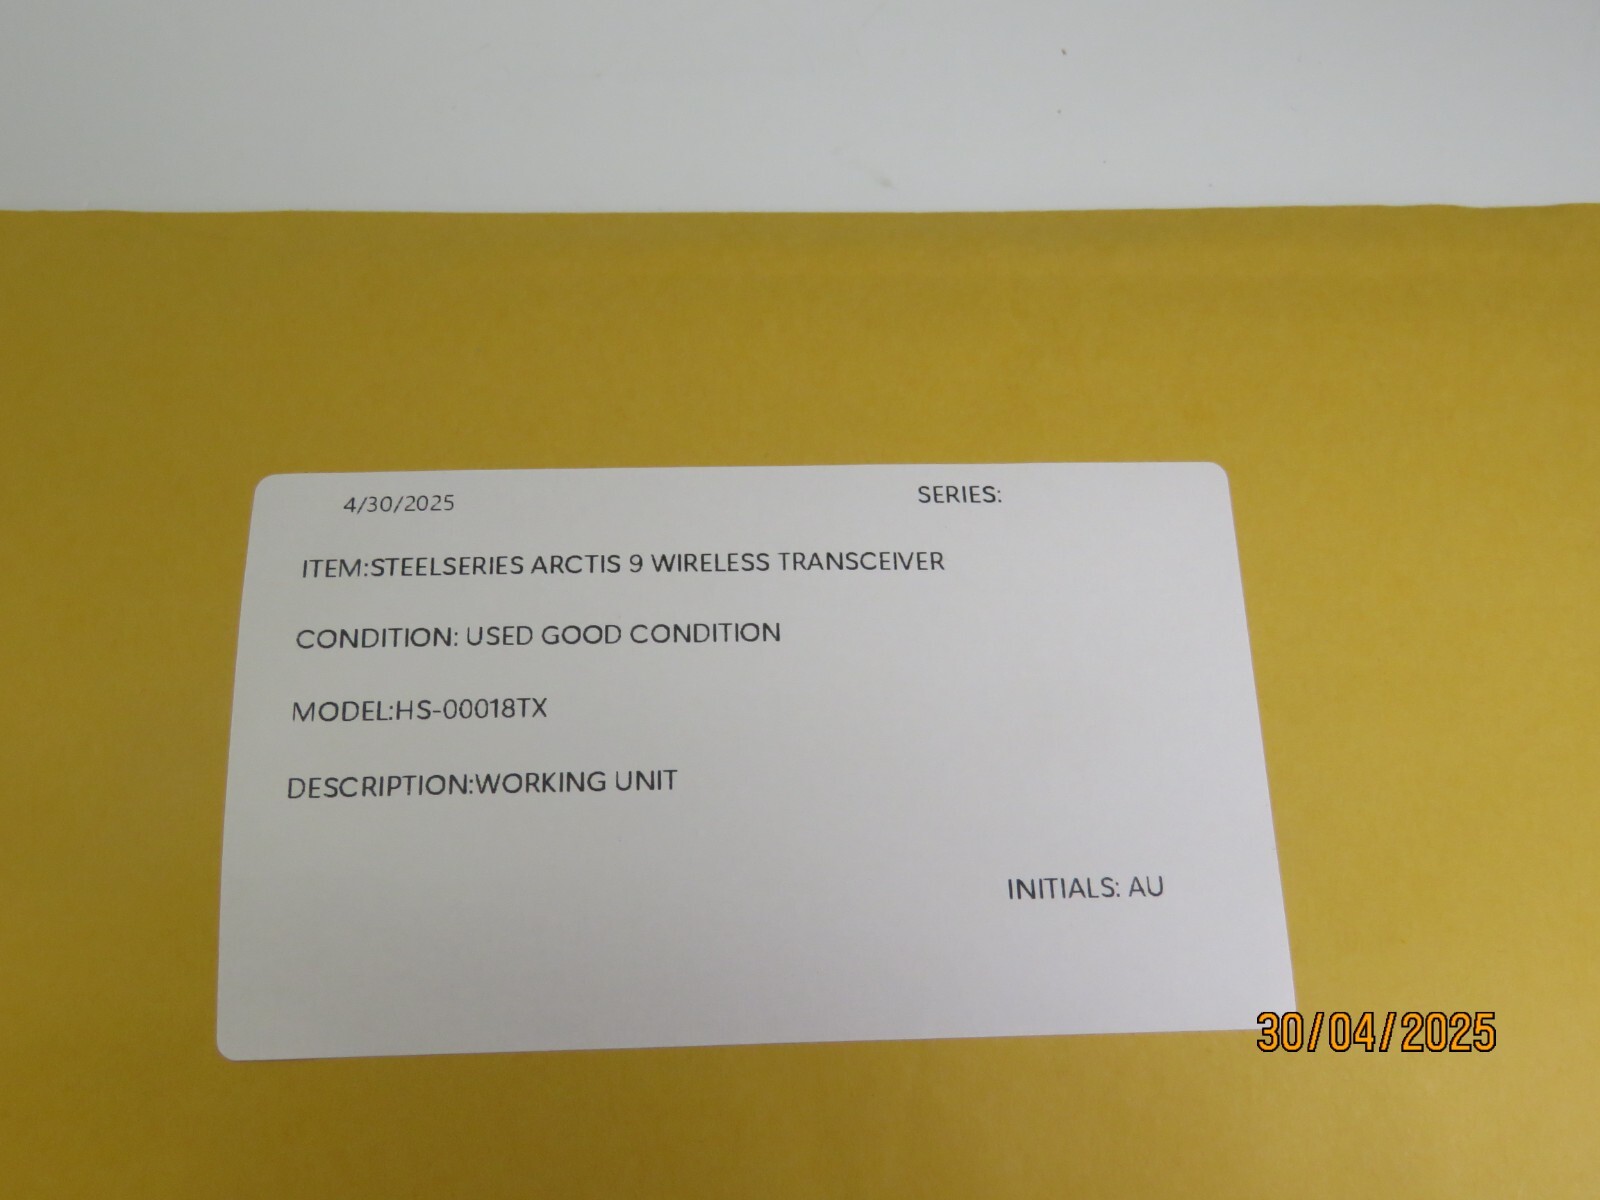 4/30/2025 SERIES:
ITEM:STEELSERIES ARCTIS 9 WIRELESS TRANSCEIVER
CONDITION: USED GOOD CONDITION
MODEL:HS-00018TX
DESCRIPTION:WORKING UNIT
INITIALS: AU
30/04/2025